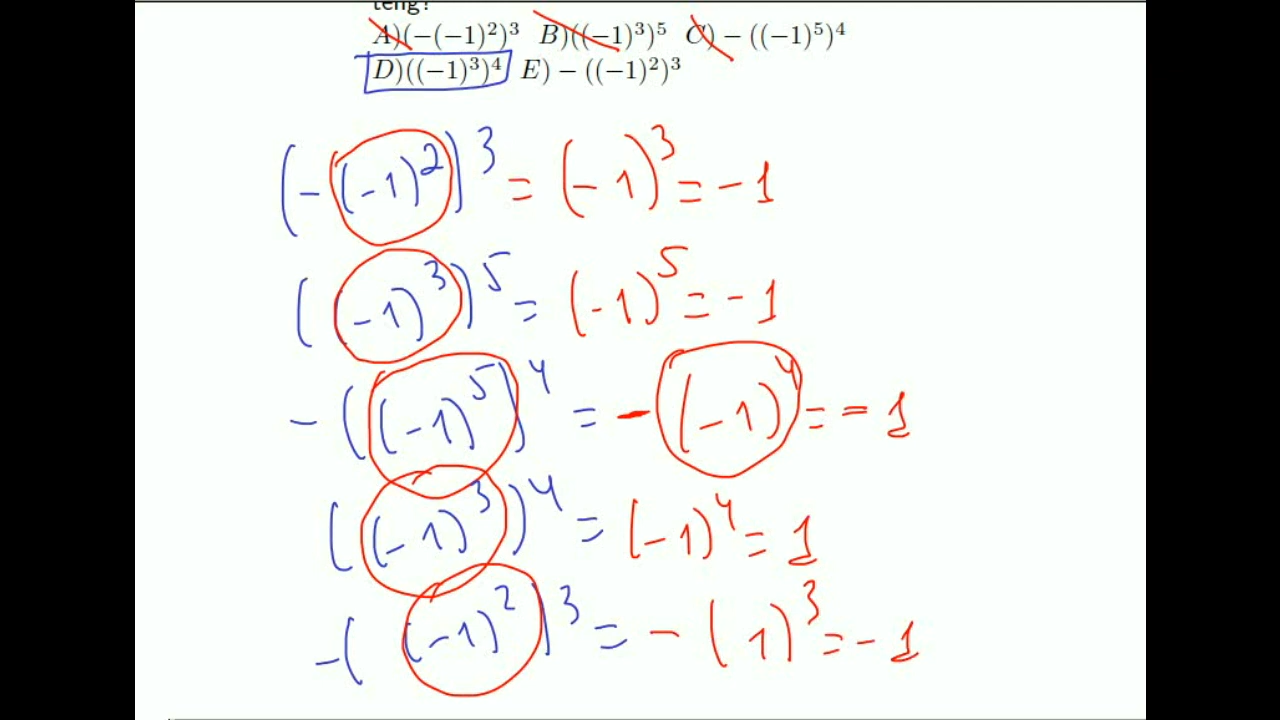 teng?
A)(−(−1)²)³ B)((−1)³)⁵ C) − ((−1)⁵)⁴
D)((−1)³)⁴ E) − ((−1)²)³
(-((-1)²))³ = (-1)³ = -1
((-1)³)⁵ = (-1)⁵ = -1
-((-1)⁵)⁴ = -(-1)⁴ = -1
((-1)³)⁴ = (-1)⁴ = 1
-((-1)²)³ = -(1)³ = -1